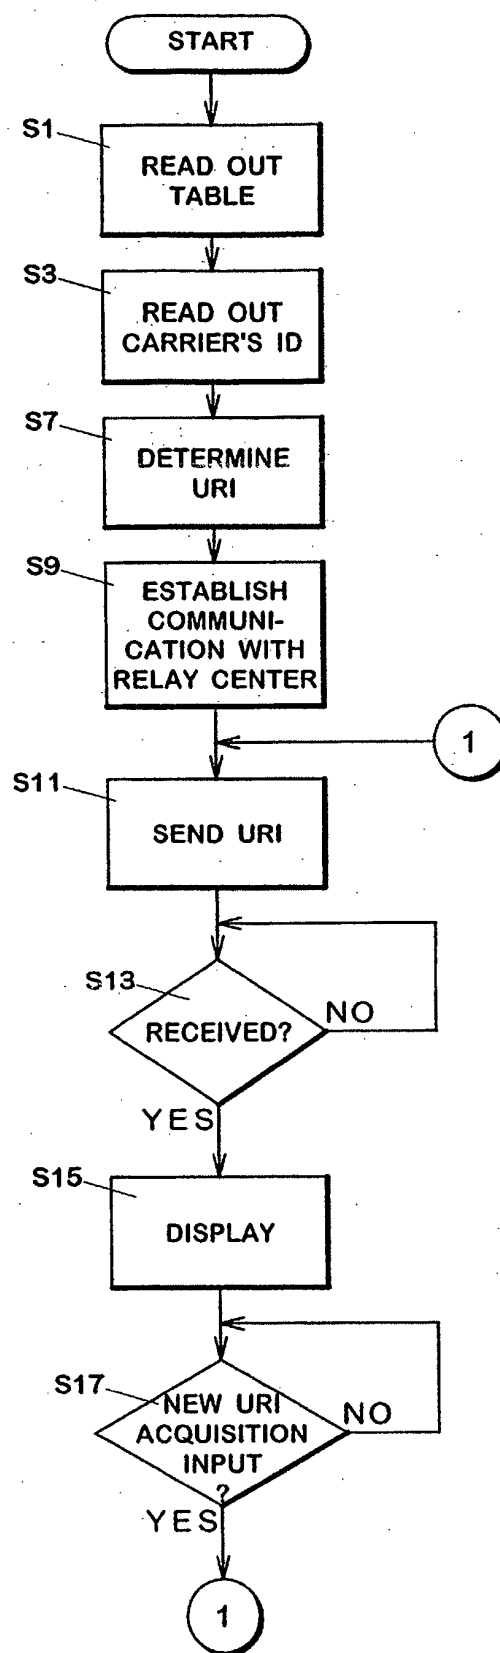 START
S1
READ OUT
TABLE
S3
READ OUT
CARRIER'S ID
S7
DETERMINE
URI
S9
ESTABLISH
COMMUNI-
CATION WITH
RELAY CENTER
1
S11
SEND URI
S13
RECEIVED?
NO
YES
S15
DISPLAY
S17
NEW URI
ACQUISITION
INPUT
?
NO
YES
1